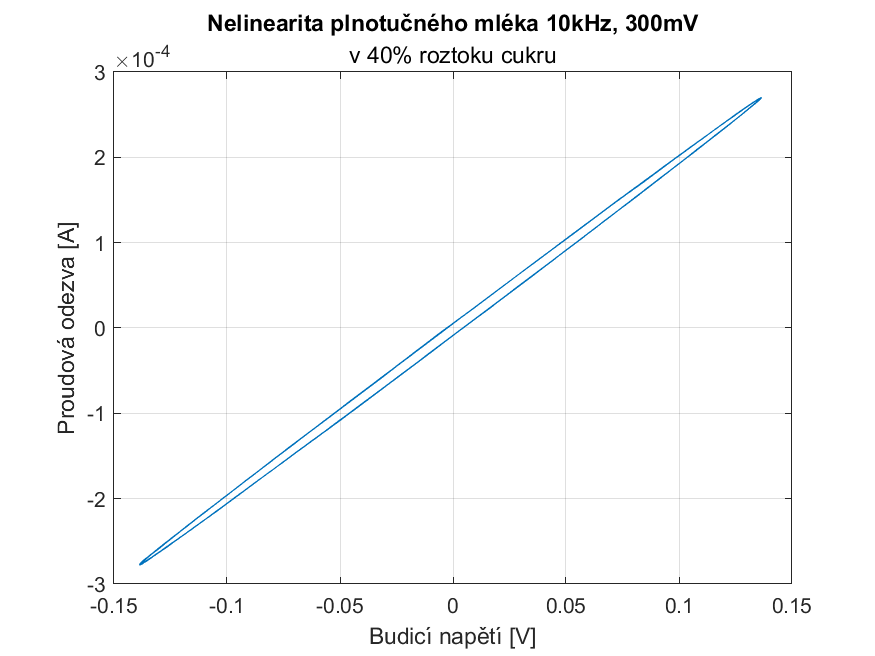 Nelinearita plnotučného mléka 10kHz, 300mV
v 40% roztoku cukru
×10-4
3
2
1
0
-1
-2
-3
Proudová odezva [A]
-0.15 -0.1 -0.05 0 0.05 0.1 0.15
Budicí napětí [V]